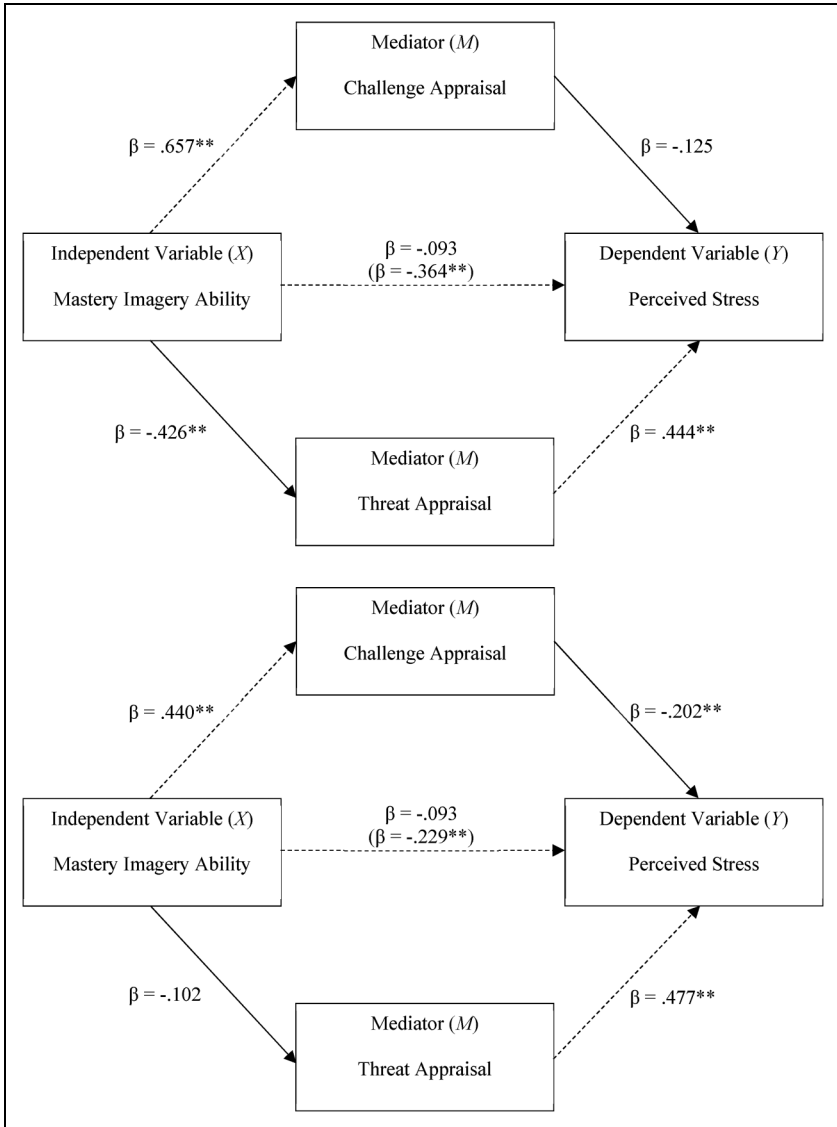 Mediator (M)
Challenge Appraisal
β = .657**
β = -.125
Independent Variable (X)
Mastery Imagery Ability
β = -.093
(β = -.364**)
Dependent Variable (Y)
Perceived Stress
β = -.426**
β = .444**
Mediator (M)
Threat Appraisal
Mediator (M)
Challenge Appraisal
β = .440**
β = -.202**
Independent Variable (X)
Mastery Imagery Ability
β = -.093
(β = -.229**)
Dependent Variable (Y)
Perceived Stress
β = -.102
β = .477**
Mediator (M)
Threat Appraisal